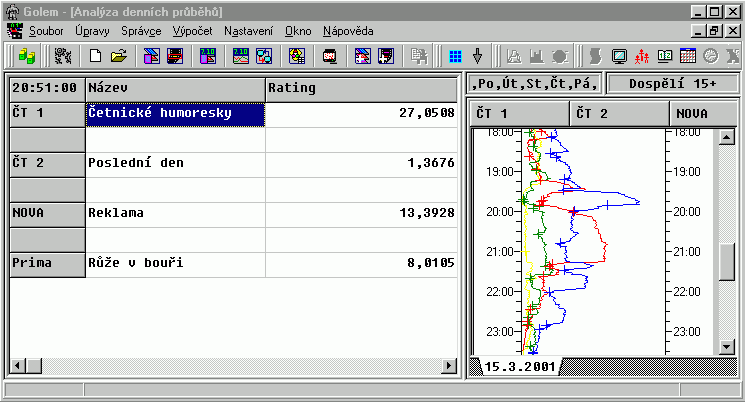 Golem - [Analýza denních průběhů]
Soubor Úpravy Správce Výpočet Nastavení Okno Nápověda
20:51:00 Název Rating
ČT 1 Četnické humoresky 27,0508
ČT 2 Poslední den 1,3676
NOVA Reklama 13,3928
Prima Růže v bouři 8,0105
,Po,Út,St,Čt,Pá, Dospělí 15+
ČT 1 ČT 2 NOVA
18:00 18:00
19:00 19:00
20:00 20:00
21:00 21:00
22:00 22:00
23:00 23:00
15.3.2001